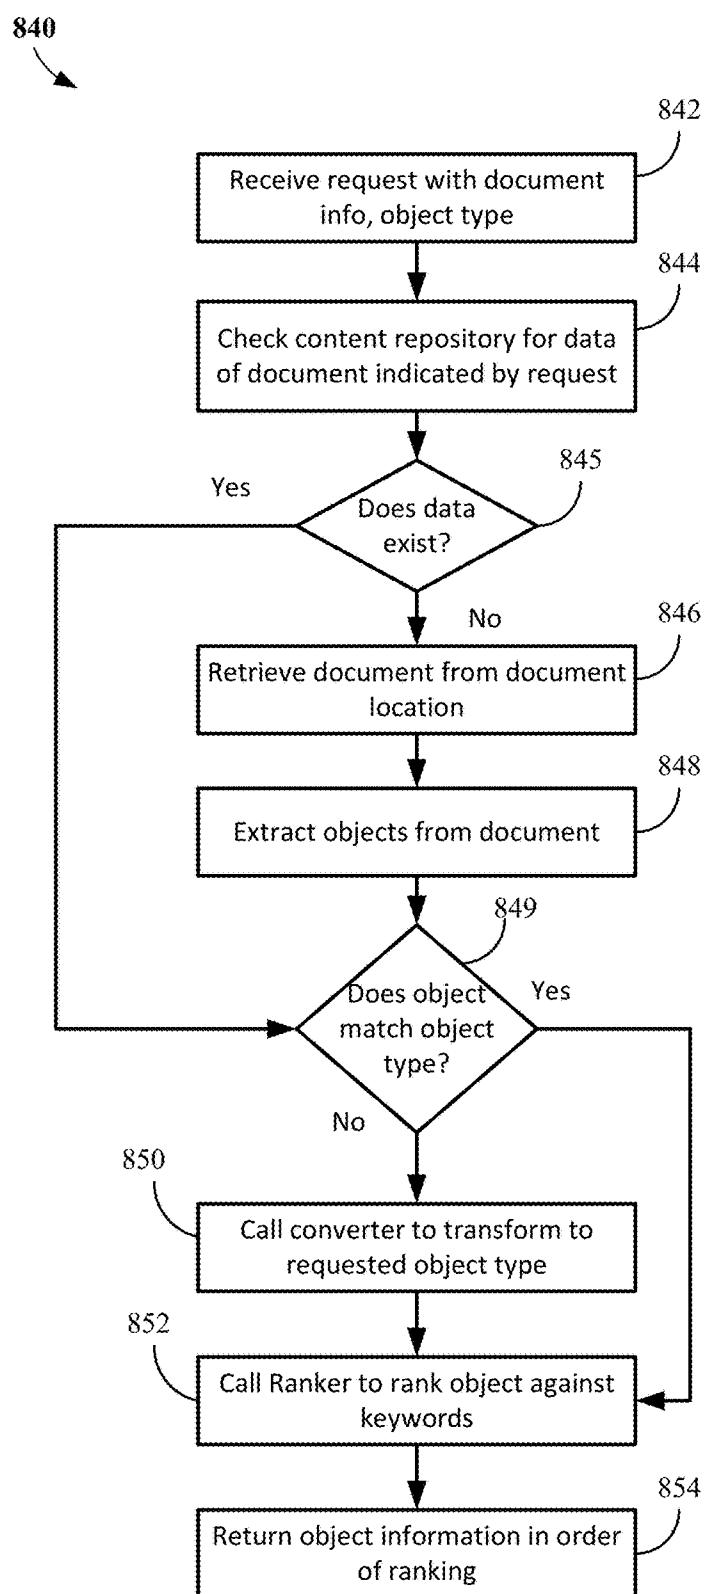 840
842
Receive request with document
info, object type
844
Check content repository for data
of document indicated by request
845
Yes
Does data
exist?
No
846
Retrieve document from document
location
848
Extract objects from document
849
Does object
match object
type?
Yes
No
850
Call converter to transform to
requested object type
852
Call Ranker to rank object against
keywords
854
Return object information in order
of ranking